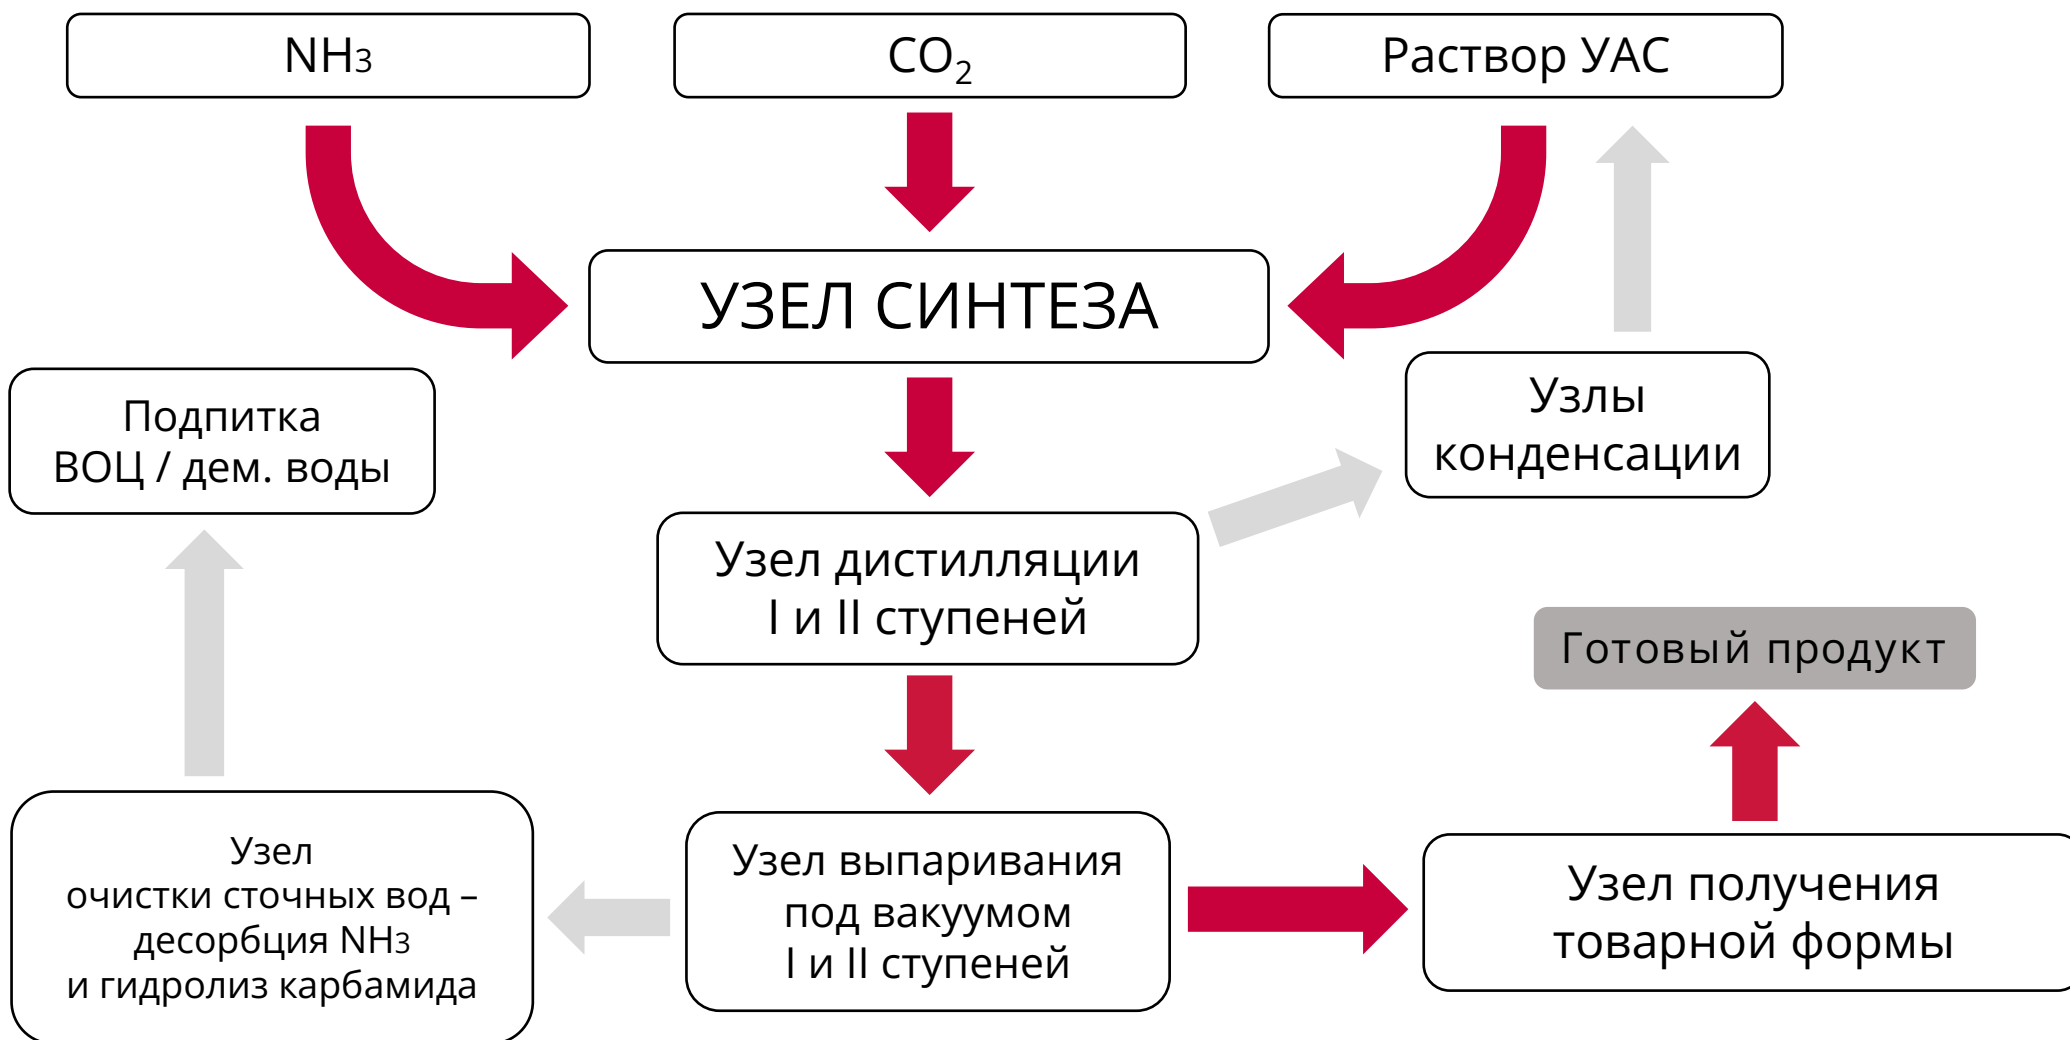 NH3
CO₂
Раствор УАС
УЗЕЛ СИНТЕЗА
Подпитка
ВОЦ / дем. воды
Узлы
конденсации
Узел дистилляции
I и II ступеней
Готовый продукт
Узел
очистки сточных вод –
десорбция NH3
и гидролиз карбамида
Узел выпаривания
под вакуумом
I и II ступеней
Узел получения
товарной формы